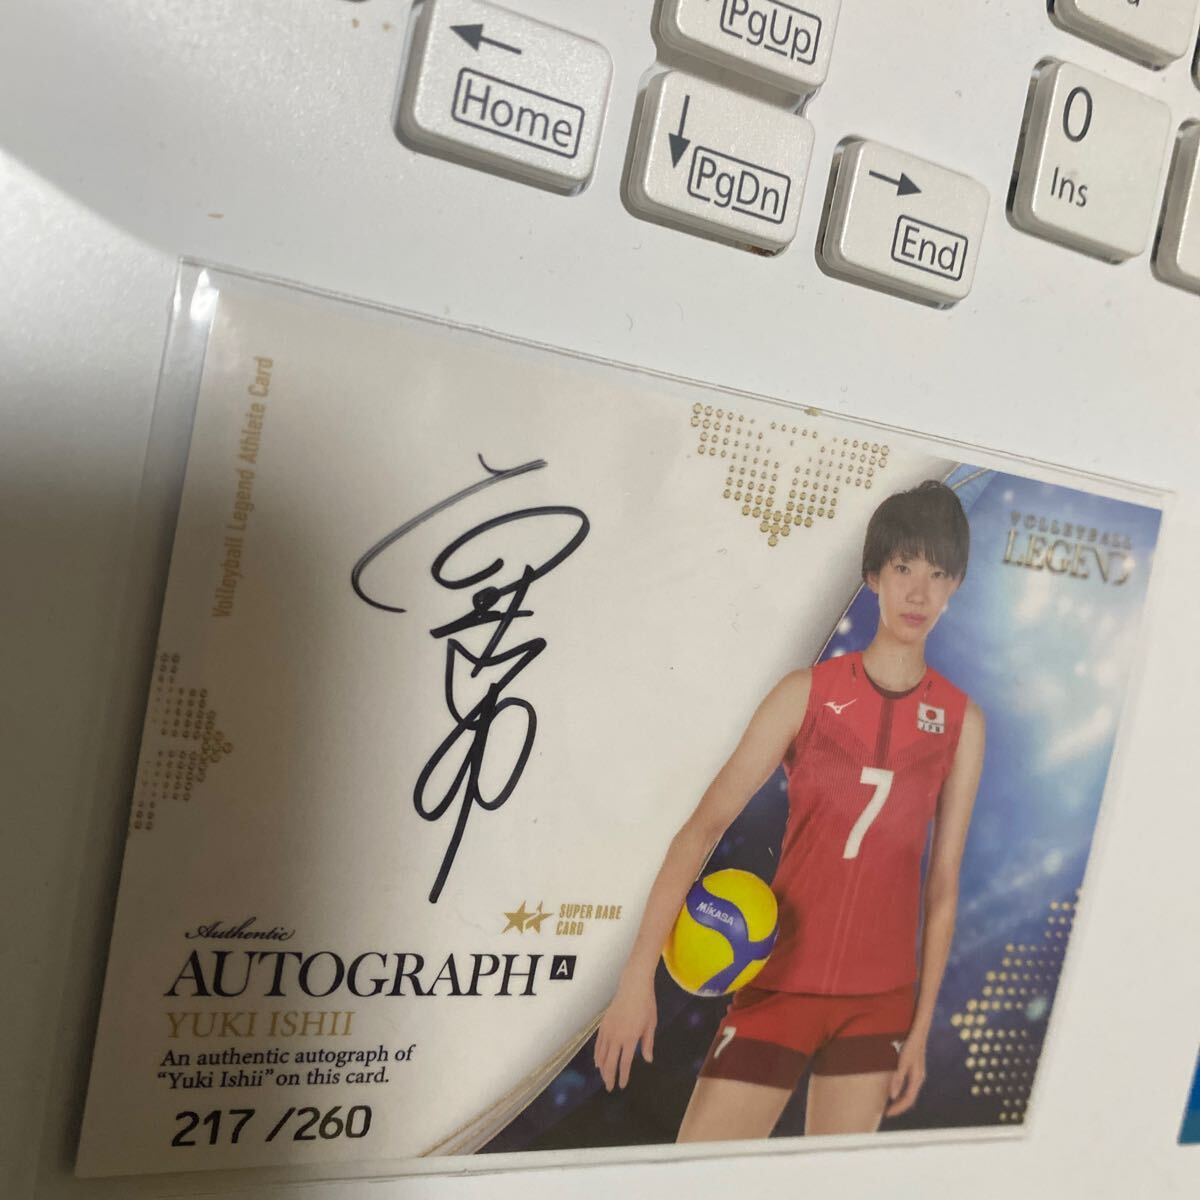 Home
PgUp
PgDn
End
0
Ins
Volleyball Legend Athlete Card
VOLLEYBALL
LEGEND
JPN
7
MIKASA
7
SUPER RARE
CARD
Authentic
AUTOGRAPH A
YUKI ISHII
An authentic autograph of
“Yuki Ishii” on this card.
217 /260